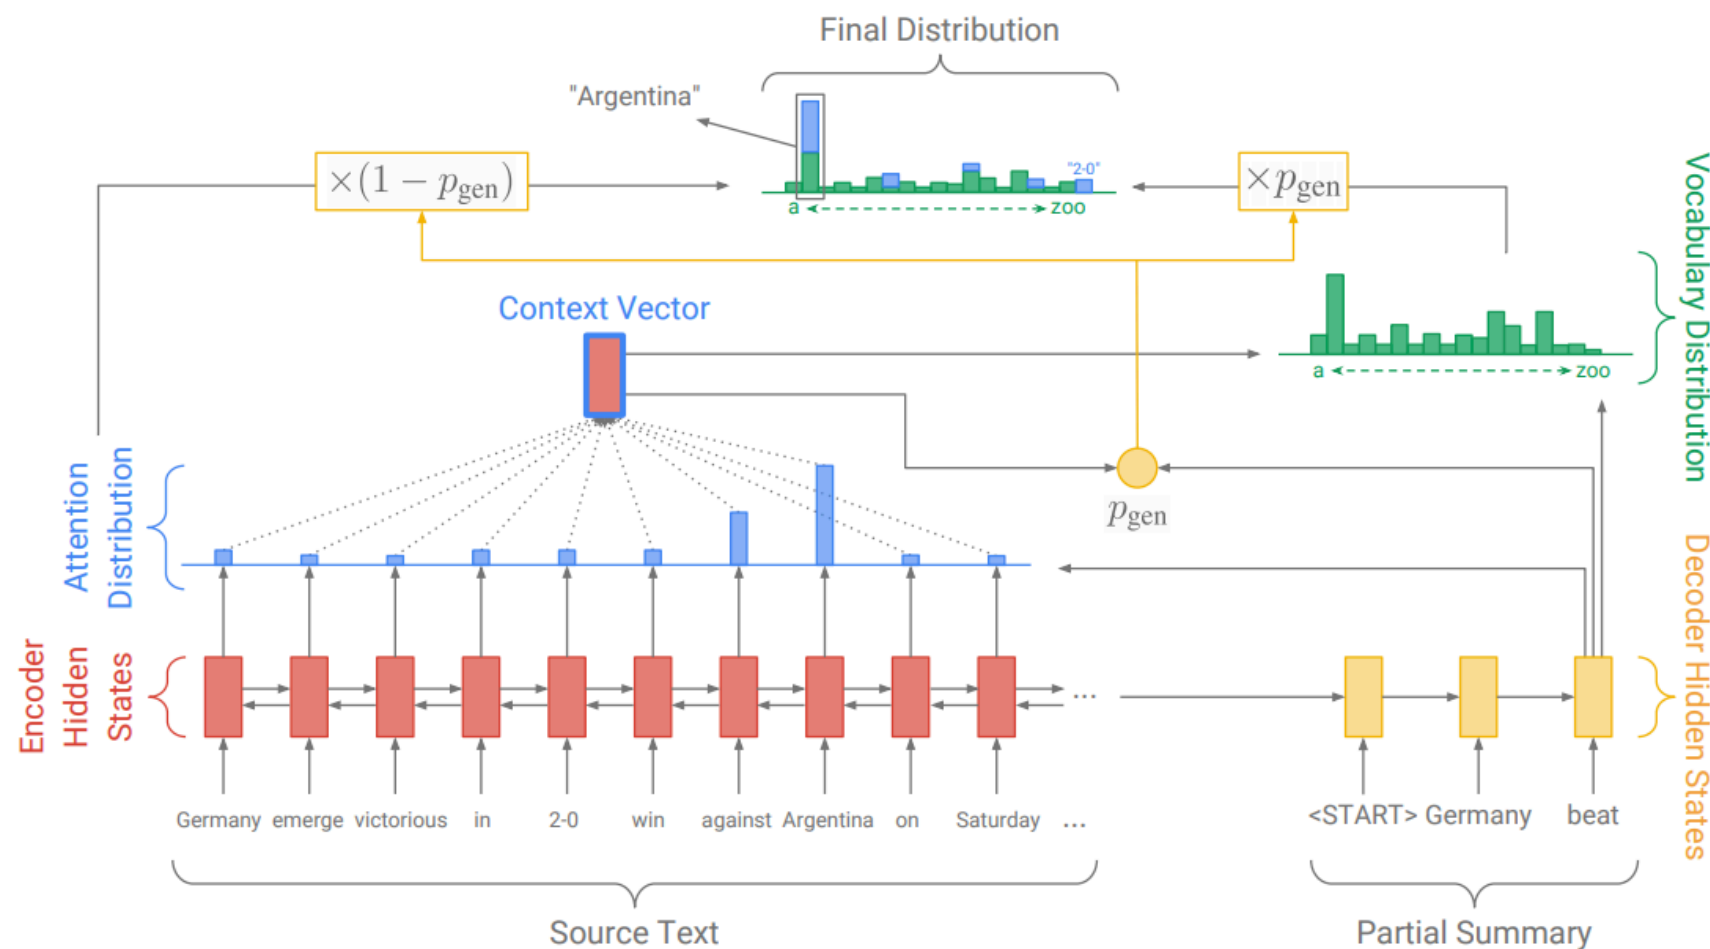 Final Distribution
"Argentina"
×(1 − p_gen)
"2-0"
×p_gen
a
zoo
Vocabulary Distribution
Context Vector
a
zoo
Attention
Distribution
p_gen
Encoder
Hidden
States
...
Decoder Hidden States
Germany emerge victorious in 2-0 win against Argentina on Saturday ...
<START> Germany beat
Source Text
Partial Summary